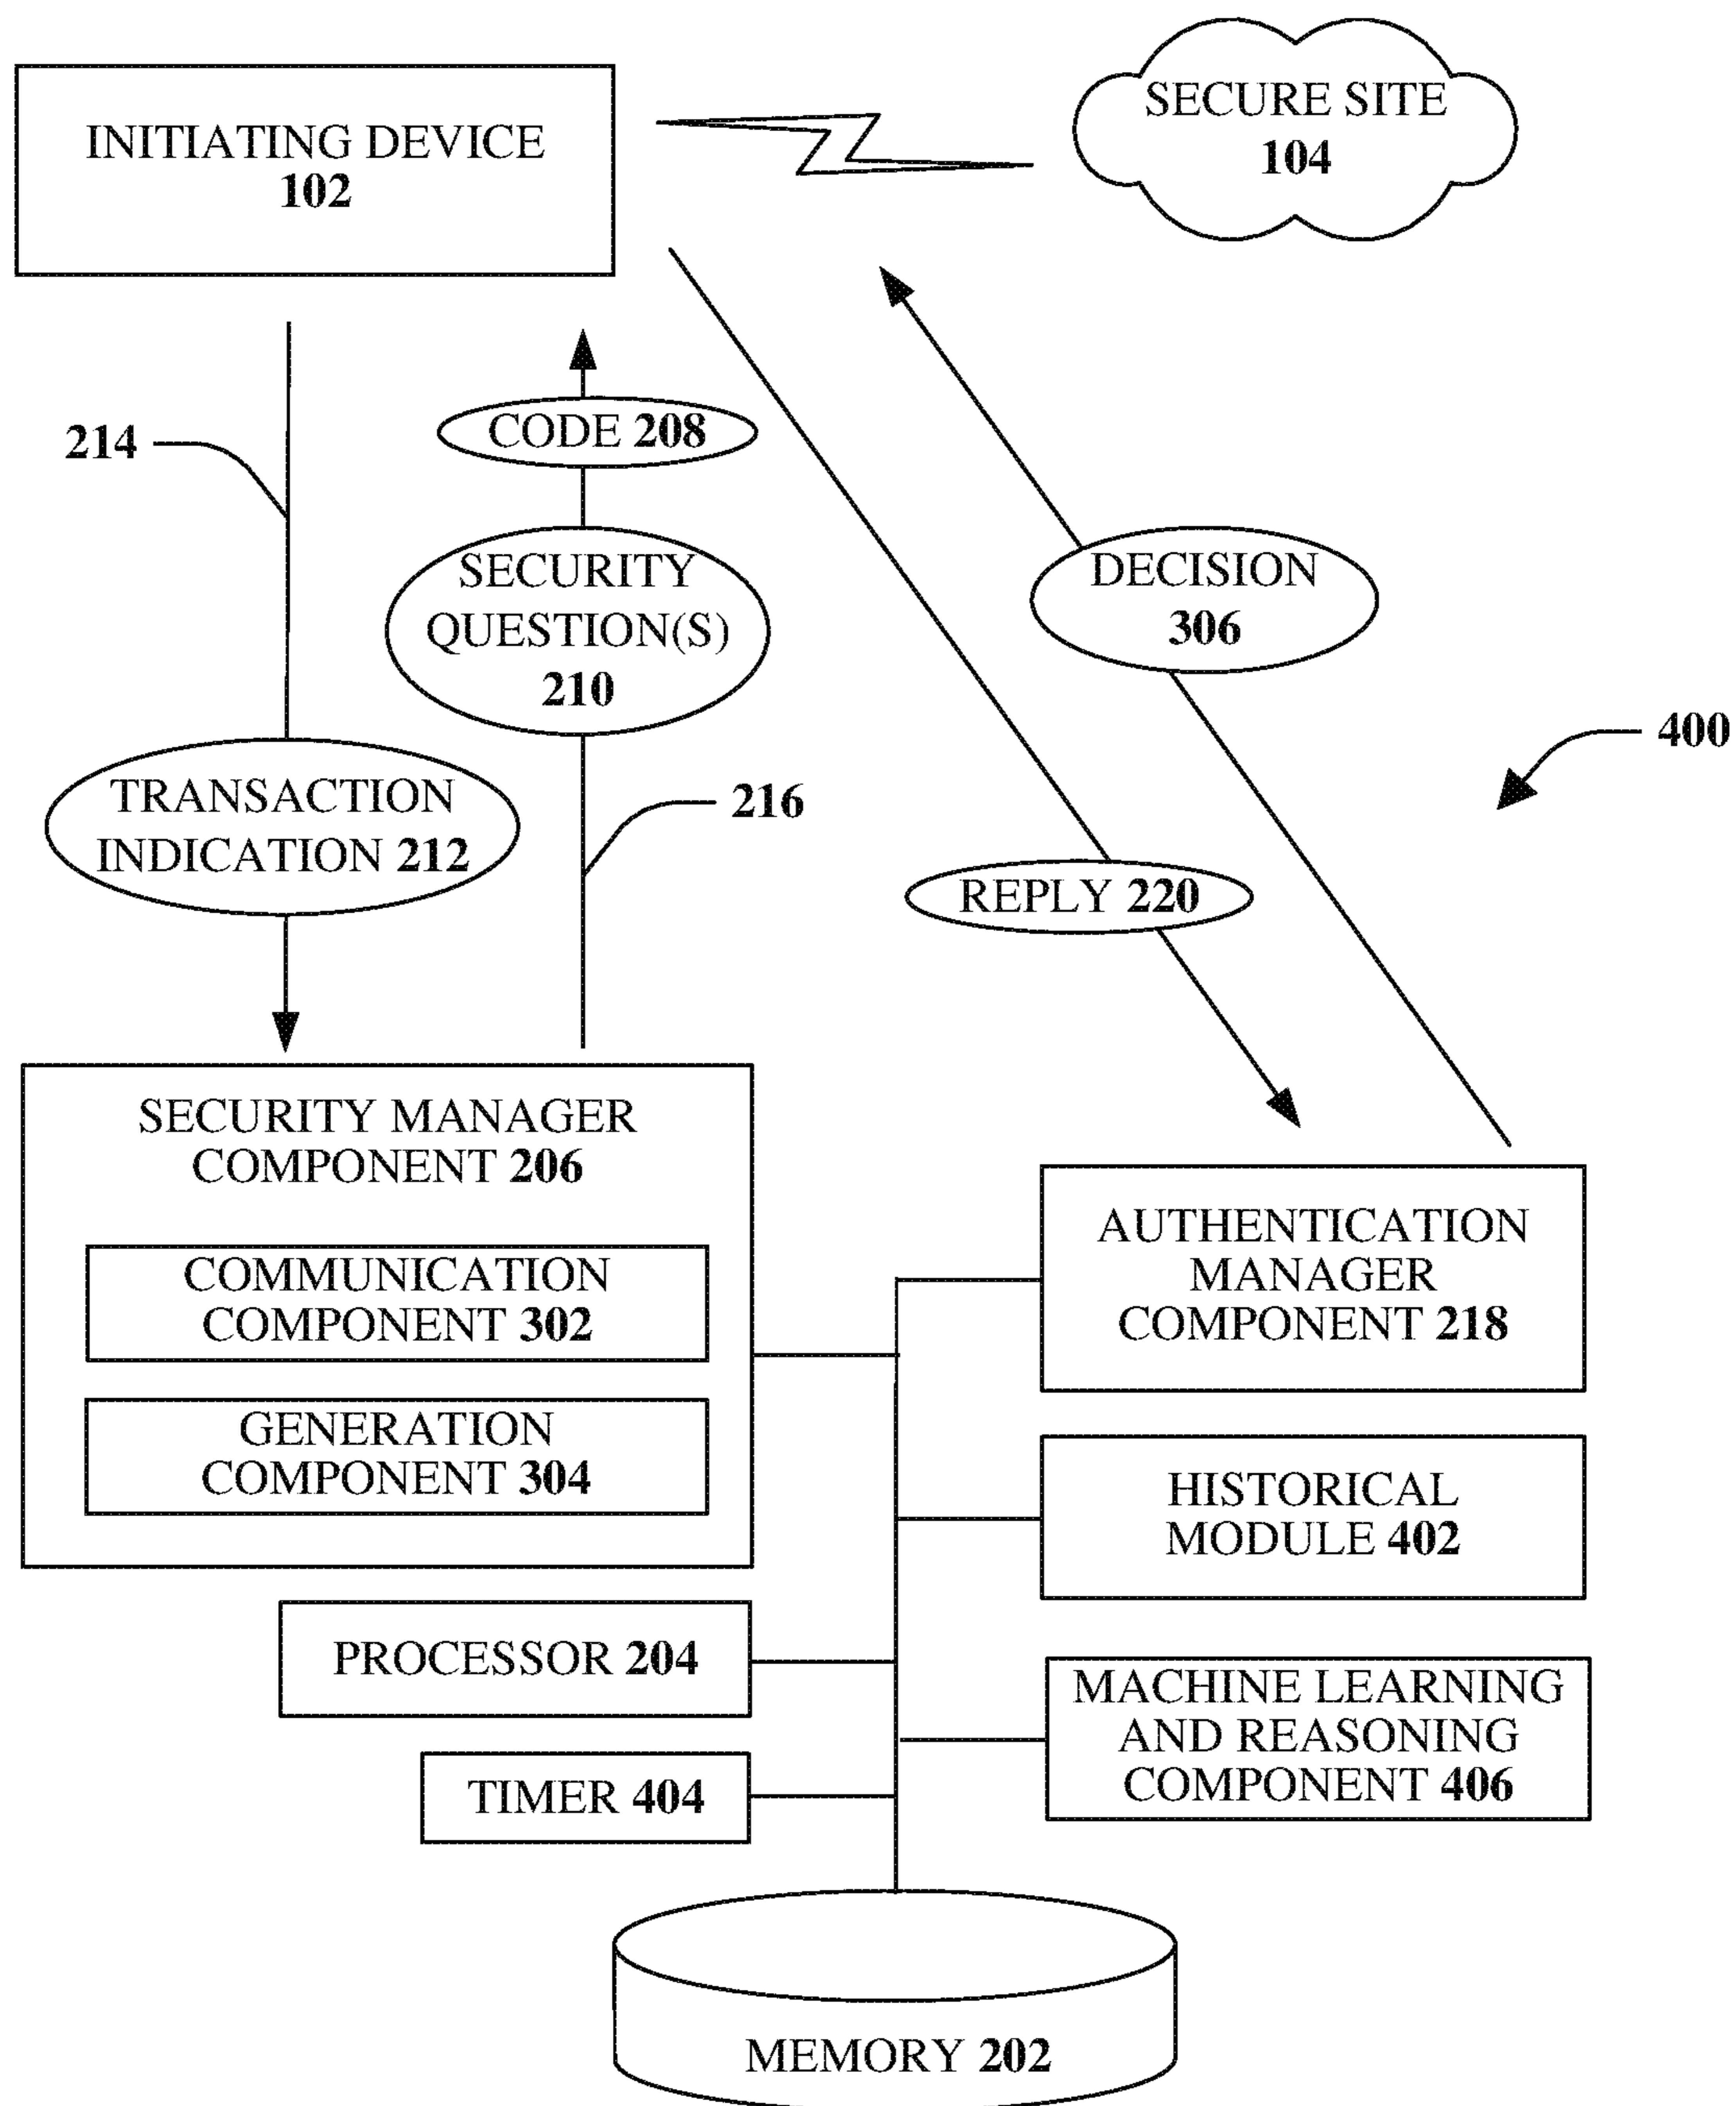 INITIATING DEVICE
102
SECURE SITE
104
214
CODE 208
SECURITY
QUESTION(S)
210
DECISION
306
400
TRANSACTION
INDICATION 212
216
REPLY 220
SECURITY MANAGER
COMPONENT 206
COMMUNICATION
COMPONENT 302
GENERATION
COMPONENT 304
AUTHENTICATION
MANAGER
COMPONENT 218
HISTORICAL
MODULE 402
PROCESSOR 204
MACHINE LEARNING
AND REASONING
COMPONENT 406
TIMER 404
MEMORY 202